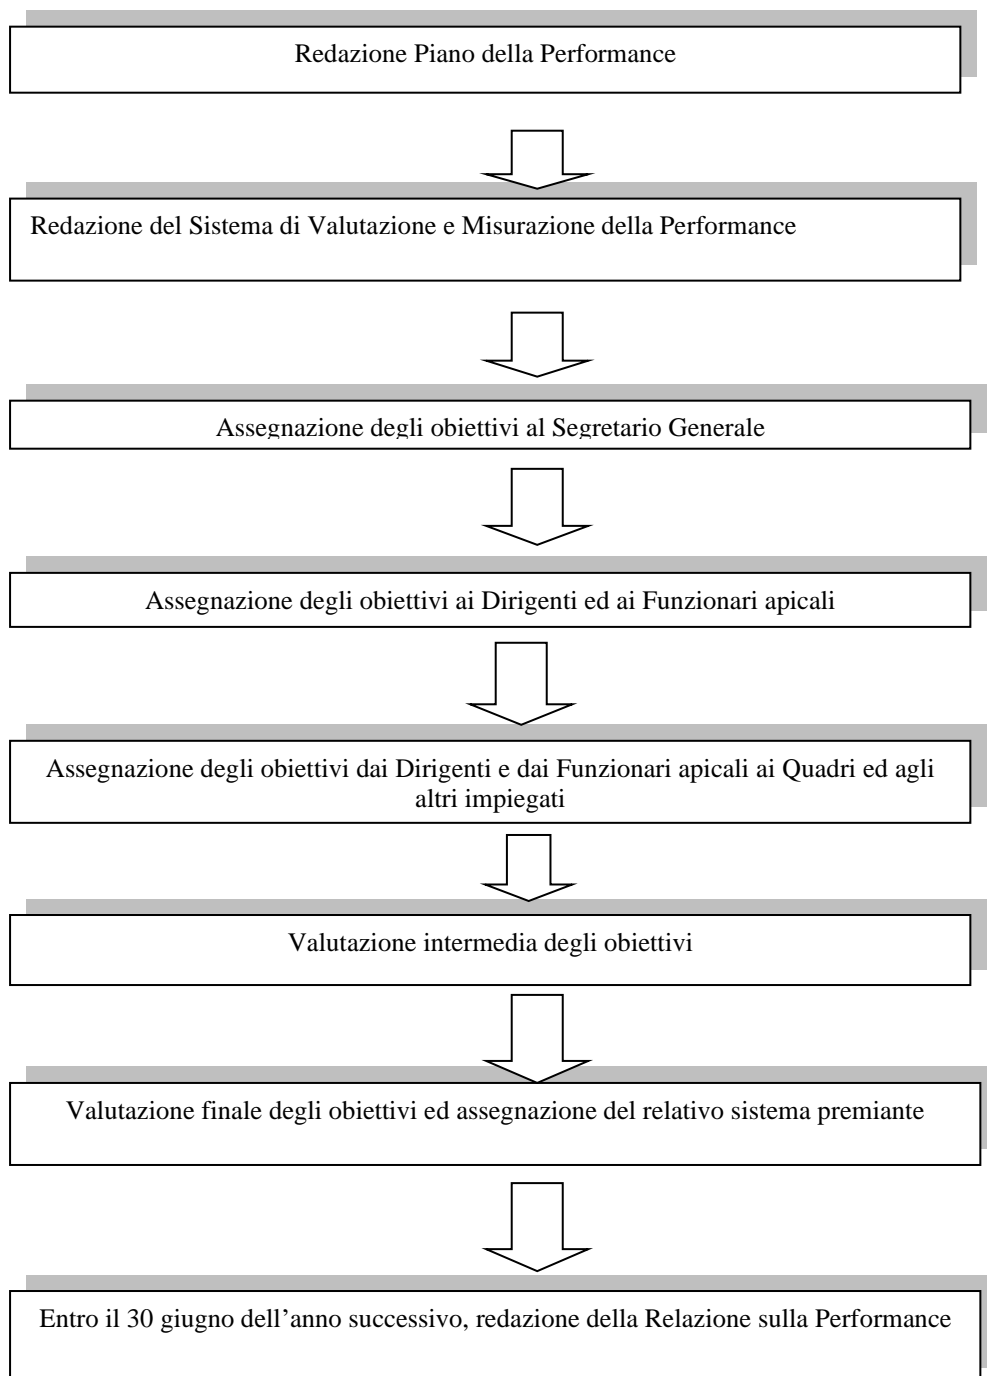 Redazione Piano della Performance
Redazione del Sistema di Valutazione e Misurazione della Performance
Assegnazione degli obiettivi al Segretario Generale
Assegnazione degli obiettivi ai Dirigenti ed ai Funzionari apicali
Assegnazione degli obiettivi dai Dirigenti e dai Funzionari apicali ai Quadri ed agli
altri impiegati
Valutazione intermedia degli obiettivi
Valutazione finale degli obiettivi ed assegnazione del relativo sistema premiante
Entro il 30 giugno dell’anno successivo, redazione della Relazione sulla Performance